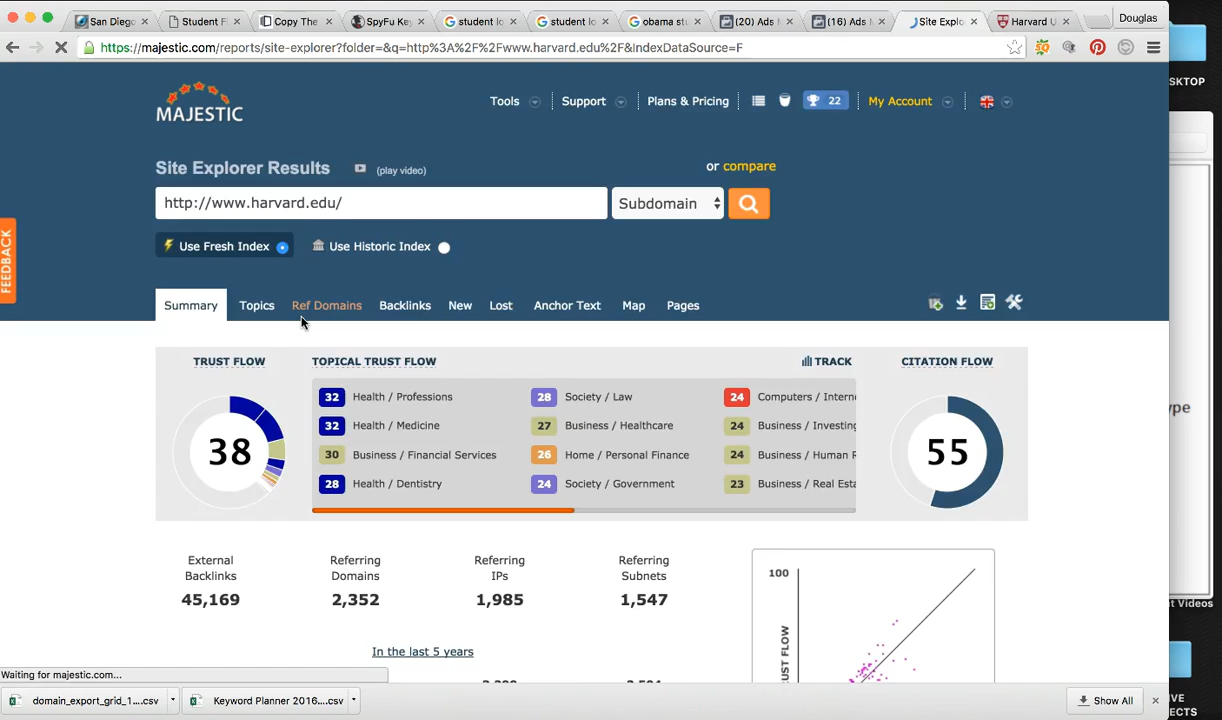 San Diego
Student F
Copy The
SpyFu Ke
student lo
student lo
obama stu
(20) Ads M
(16) Ads M
Site Explo
Harvard U
Douglas
https://majestic.com/reports/site-explorer?folder=&q=http%3A%2F%2Fwww.harvard.edu%2F&IndexDataSource=F
SKTOP
MAJESTIC
Tools
Support
Plans & Pricing
22
My Account
Site Explorer Results
(play video)
or compare
http://www.harvard.edu/
Subdomain
FEEDBACK
Use Fresh Index
Use Historic Index
Summary
Topics
Ref Domains
Backlinks
New
Lost
Anchor Text
Map
Pages
TRUST FLOW
TOPICAL TRUST FLOW
TRACK
CITATION FLOW
38
32 Health / Professions
28 Society / Law
24 Computers / Interne
32 Health / Medicine
27 Business / Healthcare
24 Business / Investing
30 Business / Financial Services
26 Home / Personal Finance
24 Business / Human R
28 Health / Dentistry
24 Society / Government
23 Business / Real Esta
55
ype
External Backlinks
45,169
Referring Domains
2,352
Referring IPs
1,985
Referring Subnets
1,547
100
RUST FLOW
In the last 5 years
t Videos
Waiting for majestic.com...
domain_export_grid_1....csv
Keyword Planner 2016....csv
Show All
VE
ECTS